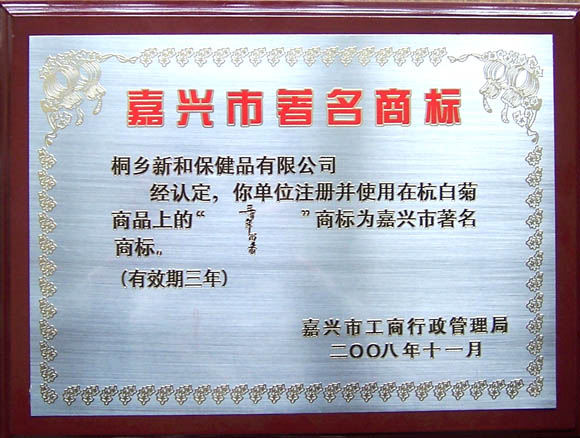 嘉兴市著名商标
桐乡新和保健品有限公司
经认定，你单位注册并使用在杭白菊
商品上的“ ”商标为嘉兴市著名
商标。
（有效期三年）
嘉兴市工商行政管理局
二〇〇八年十一月